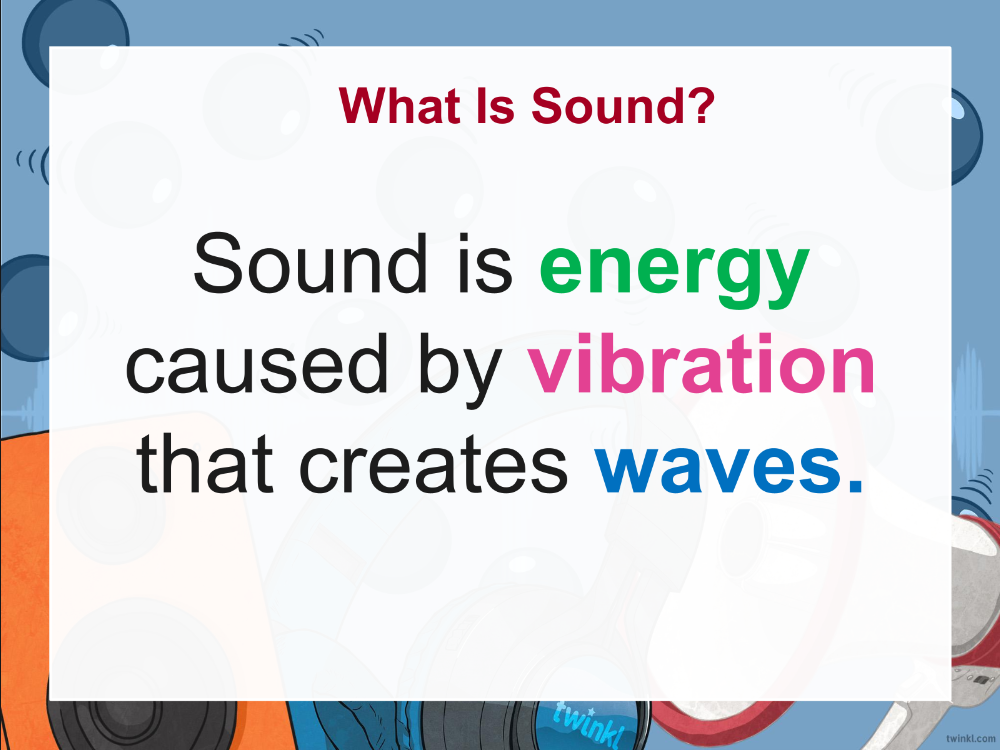 What Is Sound?
Sound is energy
caused by vibration
that creates waves.
twinkl
twinkl.com